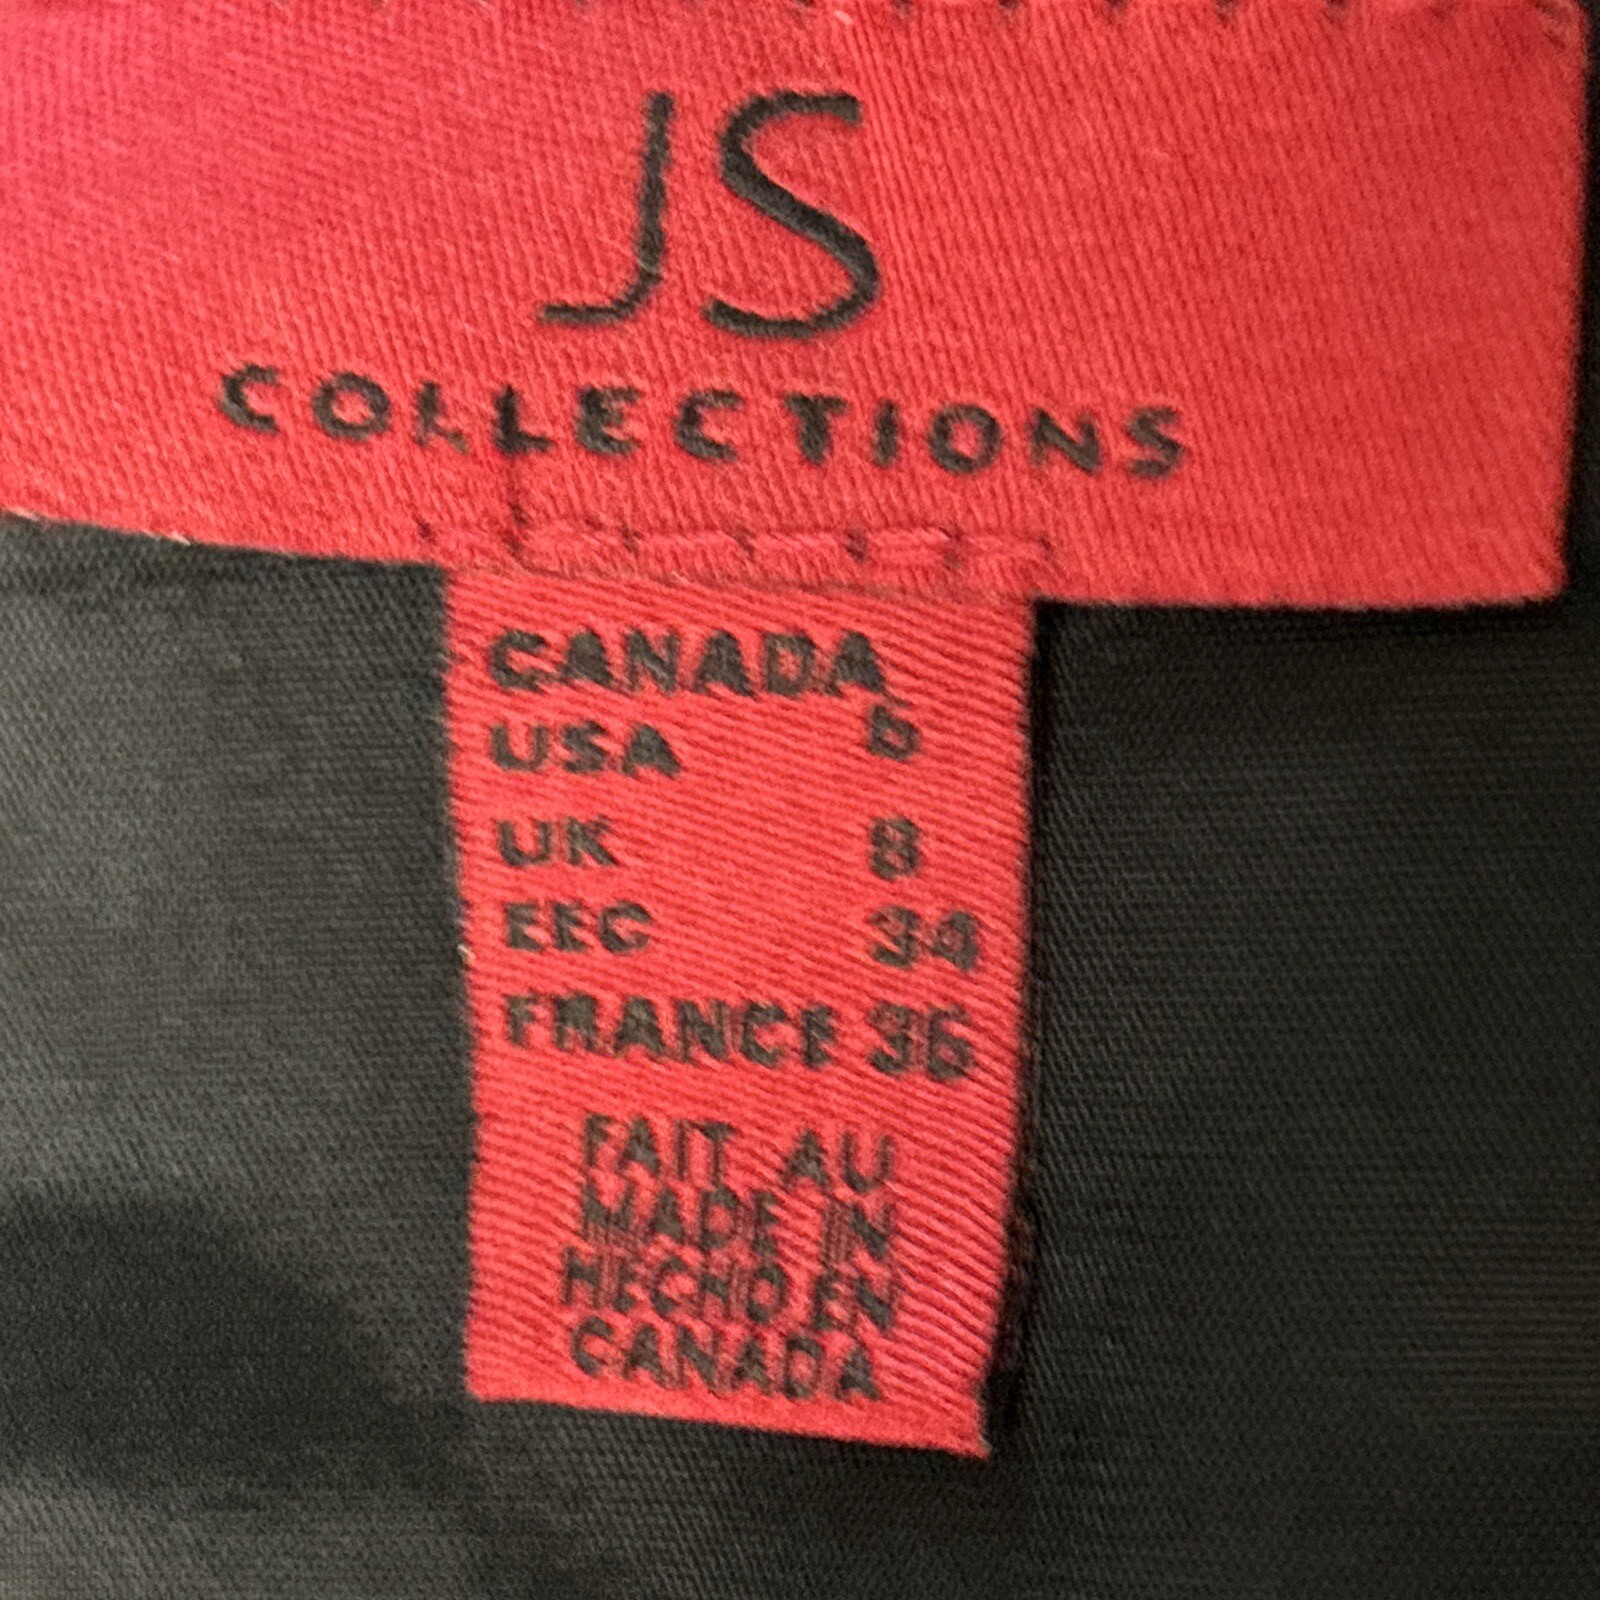 JS
COLLECTIONS
CANADA
USA 6
UK 8
EEC 34
FRANCE 36
FAIT AU
MADE IN
HECHO EN
CANADA